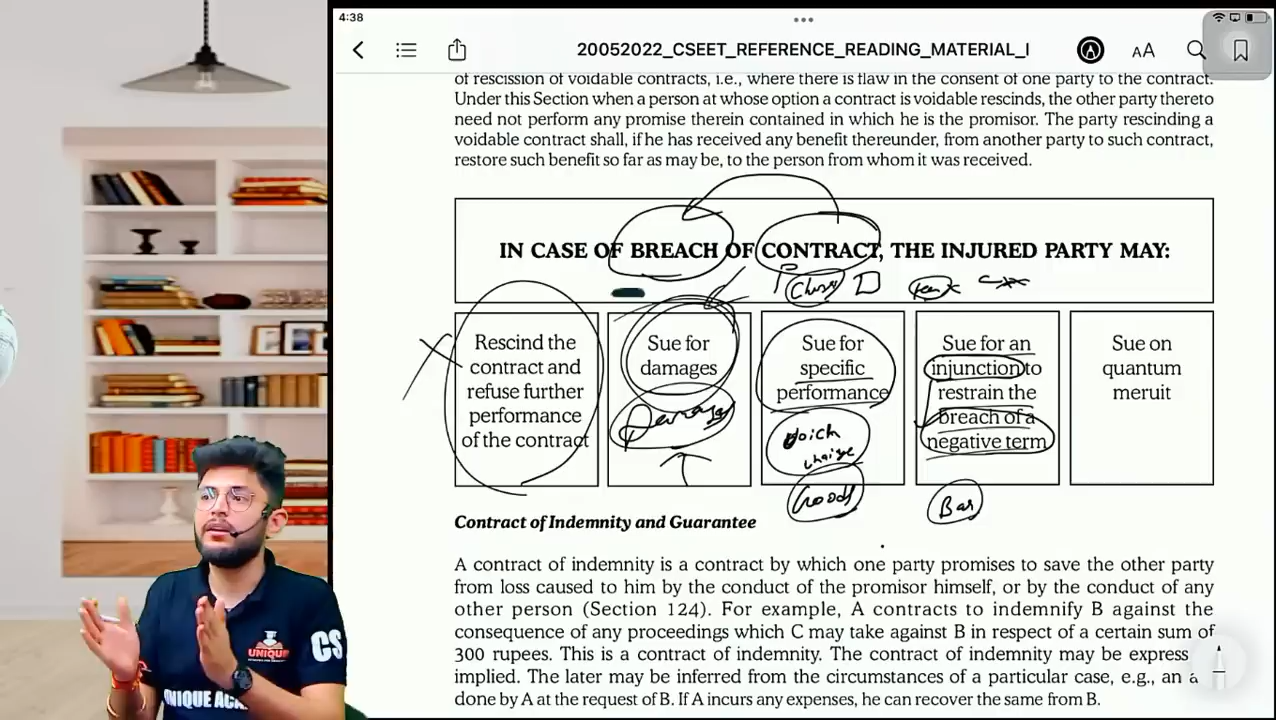 4:38
20052022_CSEET_REFERENCE_READING_MATERIAL_I
AA
of rescission of voidable contracts, i.e., where there is flaw in the consent of one party to the contract.
Under this Section when a person at whose option a contract is voidable rescinds, the other party thereto
need not perform any promise therein contained in which he is the promisor. The party rescinding a
voidable contract shall, if he has received any benefit thereunder, from another party to such contract,
restore such benefit so far as may be, to the person from whom it was received.
IN CASE OF BREACH OF CONTRACT, THE INJURED PARTY MAY:
Rescind the
contract and
refuse further
performance
of the contract
Sue for
damages
Damages
Sue for
specific
performance
Goods
Sue for an
injunction to
restrain the
breach of a
negative term
Bar
Sue on
quantum
meruit
Contract of Indemnity and Guarantee
A contract of indemnity is a contract by which one party promises to save the other party
from loss caused to him by the conduct of the promisor himself, or by the conduct of any
other person (Section 124). For example, A contracts to indemnify B against the
consequence of any proceedings which C may take against B in respect of a certain sum of
300 rupees. This is a contract of indemnity. The contract of indemnity may be express
implied. The later may be inferred from the circumstances of a particular case, e.g., an a
done by A at the request of B. If A incurs any expenses, he can recover the same from B.
UNIQUE
CS
UNIQUE ACA